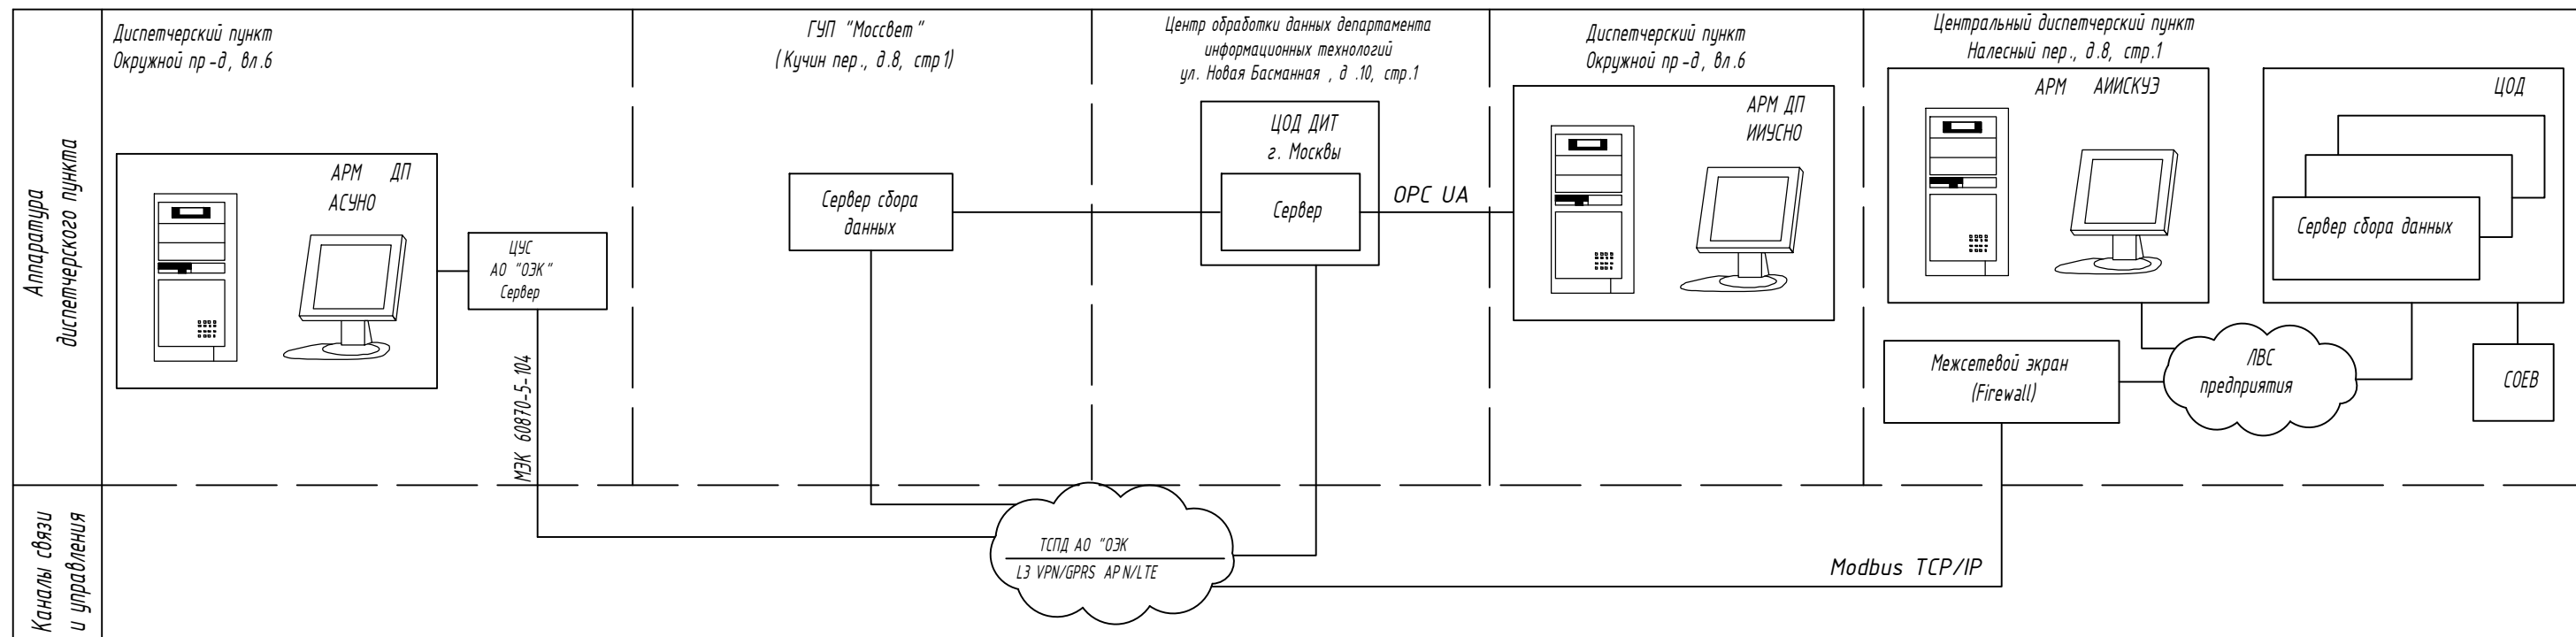 Аппаратура
диспетчерского пункта
Диспетчерский пункт
Окружной пр-д, вл.6
АРМ ДП
АСУНО
ЦУС
АО "ОЭК"
Сервер
МЭК 60870-5-104
ГУП "Моссвет"
(Кучин пер., д.8, стр1)
Сервер сбора
данных
Центр обработки данных департамента
информационных технологий
ул. Новая Басманная, д.10, стр.1
ЦОД ДИТ
г. Москвы
Сервер
OPC UA
Диспетчерский пункт
Окружной пр-д, вл.6
АРМ ДП
ИИУСНО
Центральный диспетчерский пункт
Налесный пер., д.8, стр.1
АРМ АИИСКУЭ
ЦОД
Сервер сбора данных
Межсетевой экран
(Firewall)
ЛВС
предприятия
СОЕВ
Каналы связи
и управления
ТСПД АО "ОЭК
L3 VPN/GPRS APN/LTE
Modbus TCP/IP